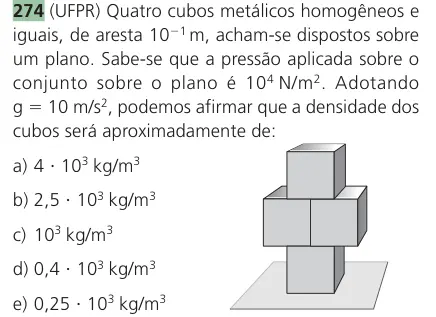 274 (UFPR) Quatro cubos metálicos homogêneos e
iguais, de aresta 10⁻¹ m, acham-se dispostos sobre
um plano. Sabe-se que a pressão aplicada sobre o
conjunto sobre o plano é 10⁴ N/m². Adotando
g = 10 m/s², podemos afirmar que a densidade dos
cubos será aproximadamente de:
a) 4 · 10³ kg/m³
b) 2,5 · 10³ kg/m³
c) 10³ kg/m³
d) 0,4 · 10³ kg/m³
e) 0,25 · 10³ kg/m³